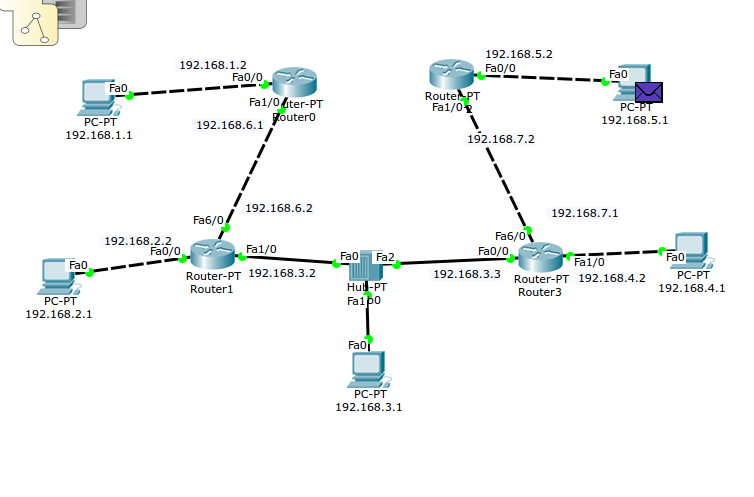 192.168.5.2
192.168.1.2
Fa0/0
Fa0/0
Fa0
Fa0
Fa1/0
uter-PT
Router0
Router-PT
Fa1/0
2
PC-PT
192.168.5.1
PC-PT
192.168.1.1
192.168.6.1
192.168.7.2
192.168.6.2
192.168.7.1
Fa6/0
Fa6/0
192.168.2.2
Fa0/0
Fa1/0
Fa0
Fa2
Fa0/0
Fa0
Fa1/0
Fa0
192.168.3.2
192.168.3.3
192.168.4.2
Router-PT
Router1
Hub-PT
Fa1
b0
Router-PT
Router3
PC-PT
192.168.4.1
PC-PT
192.168.2.1
Fa0
PC-PT
192.168.3.1